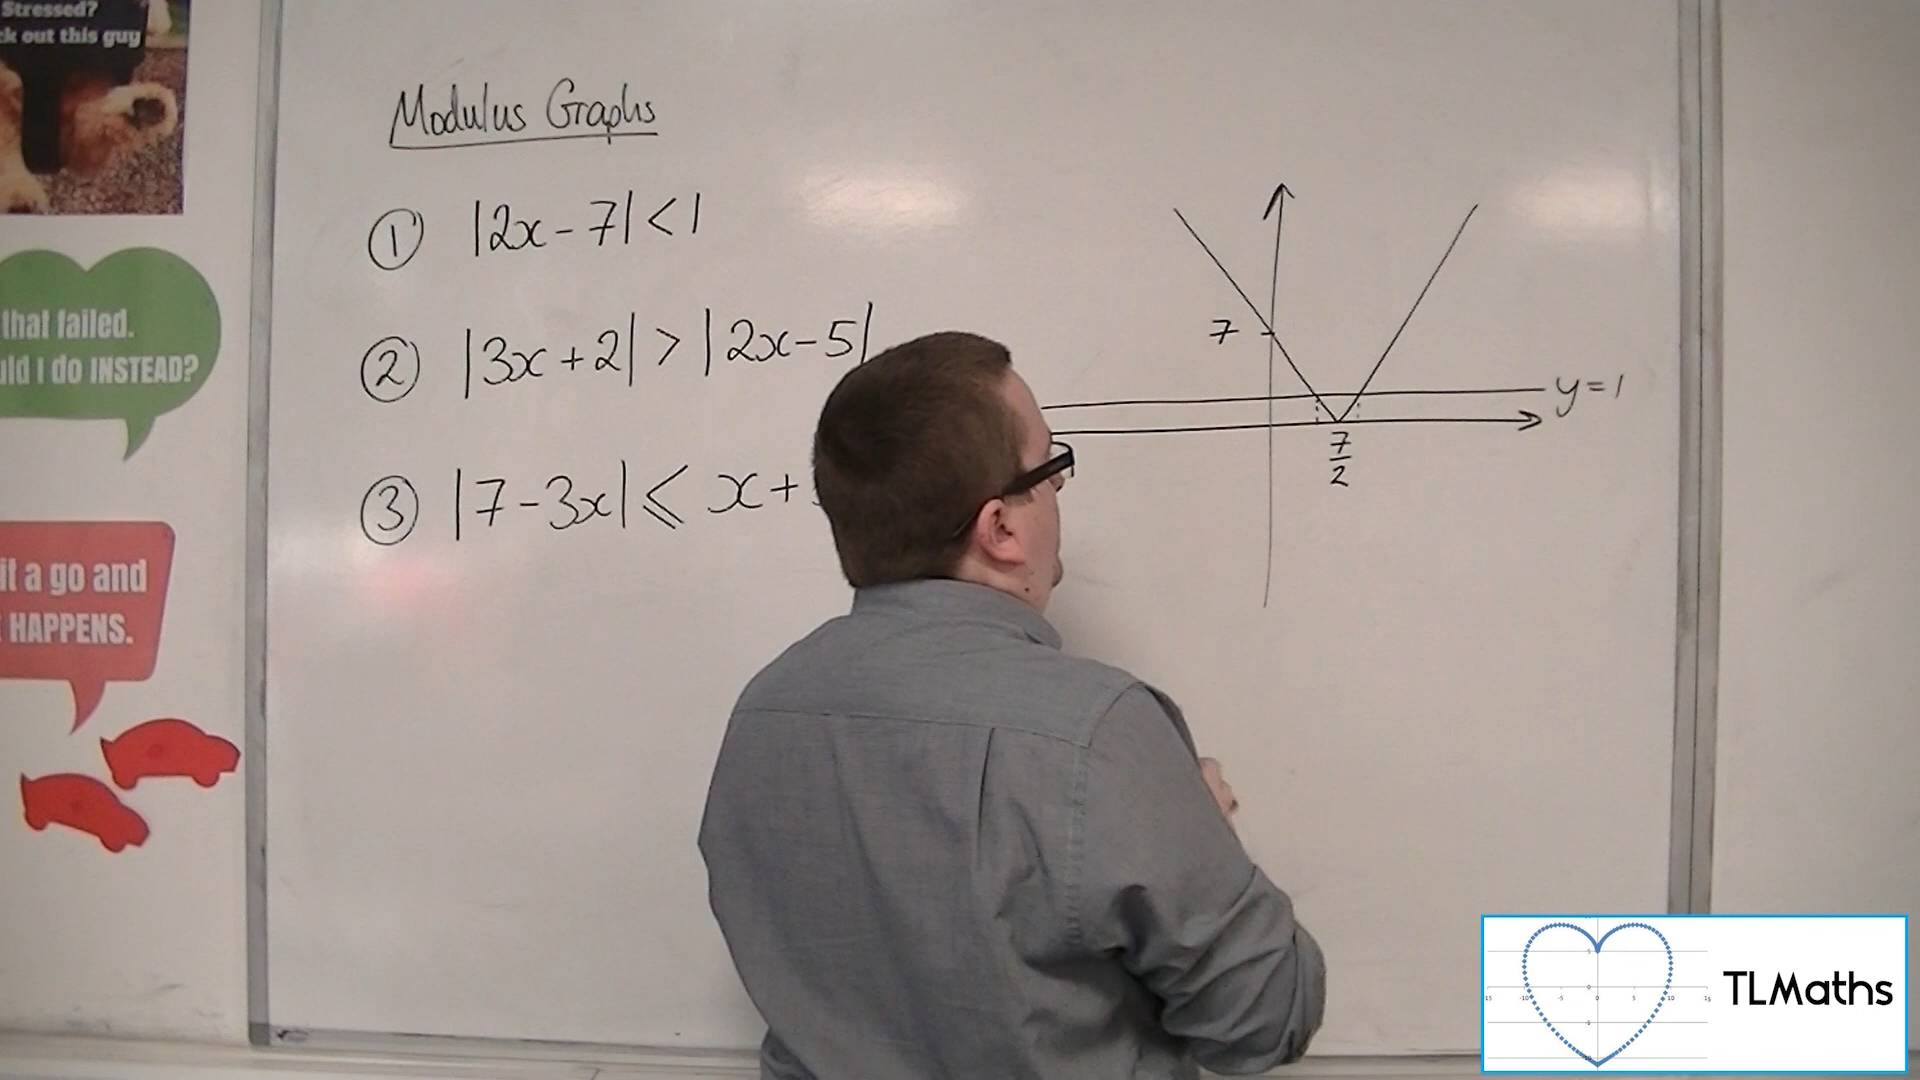 Stressed?
ck out this guy
that failed.
uld I do INSTEAD?
it a go and
HAPPENS.
Modulus Graphs
① |2x-7|<1
② |3x+2|>|2x-5|
③ |7-3x|⩽ x+
7
y=1
7/2
TLMaths